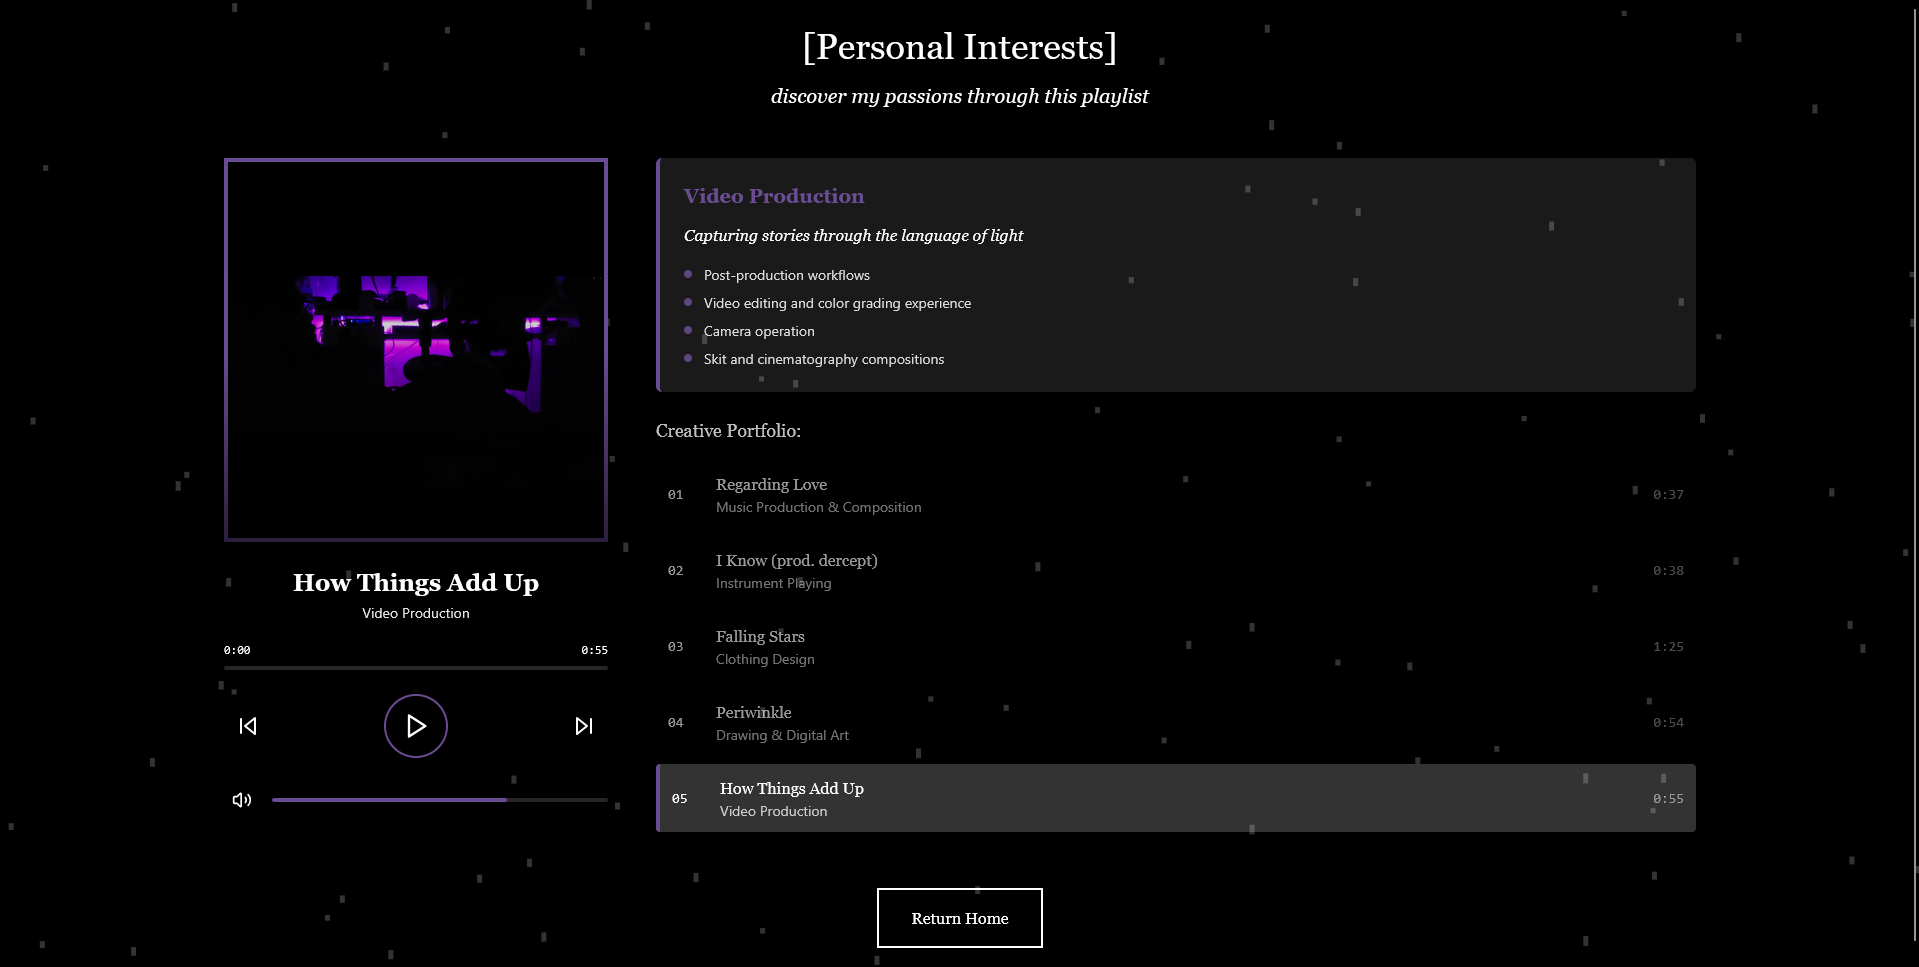 [Personal Interests]
discover my passions through this playlist
Video Production
Capturing stories through the language of light
Post-production workflows
Video editing and color grading experience
Camera operation
Skit and cinematography compositions
How Things Add Up
Video Production
0:00 0:55
Creative Portfolio:
01 Regarding Love 0:37
Music Production & Composition
02 I Know (prod. dercept) 0:38
Instrument Playing
03 Falling Stars 1:25
Clothing Design
04 Periwinkle 0:54
Drawing & Digital Art
05 How Things Add Up 0:55
Video Production
Return Home